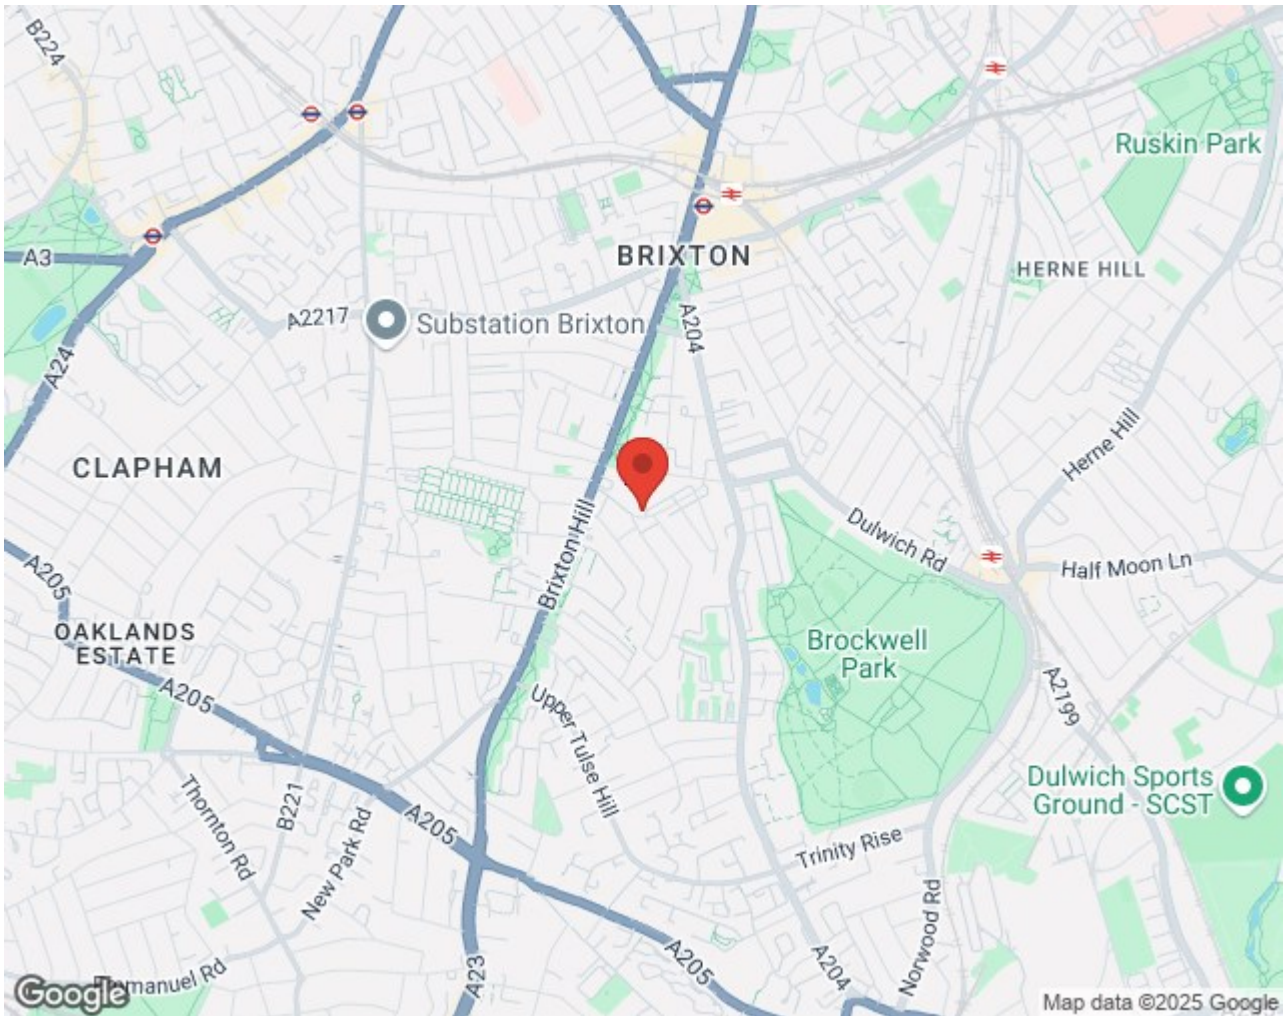 B224
Ruskin Park
A3
BRIXTON
HERNE HILL
A2217
Substation Brixton
A204
A24
CLAPHAM
Herne Hill
Brixton Hill
Dulwich Rd
Half Moon Ln
A205
OAKLANDS
ESTATE
Brockwell
Park
A205
A2199
Upper Tulse Hill
Dulwich Sports
Ground - SCST
Thornton Rd
B221
New Park Rd
A205
Trinity Rise
Norwood Rd
A23
A205
A204
Google
Map data ©2025 Google